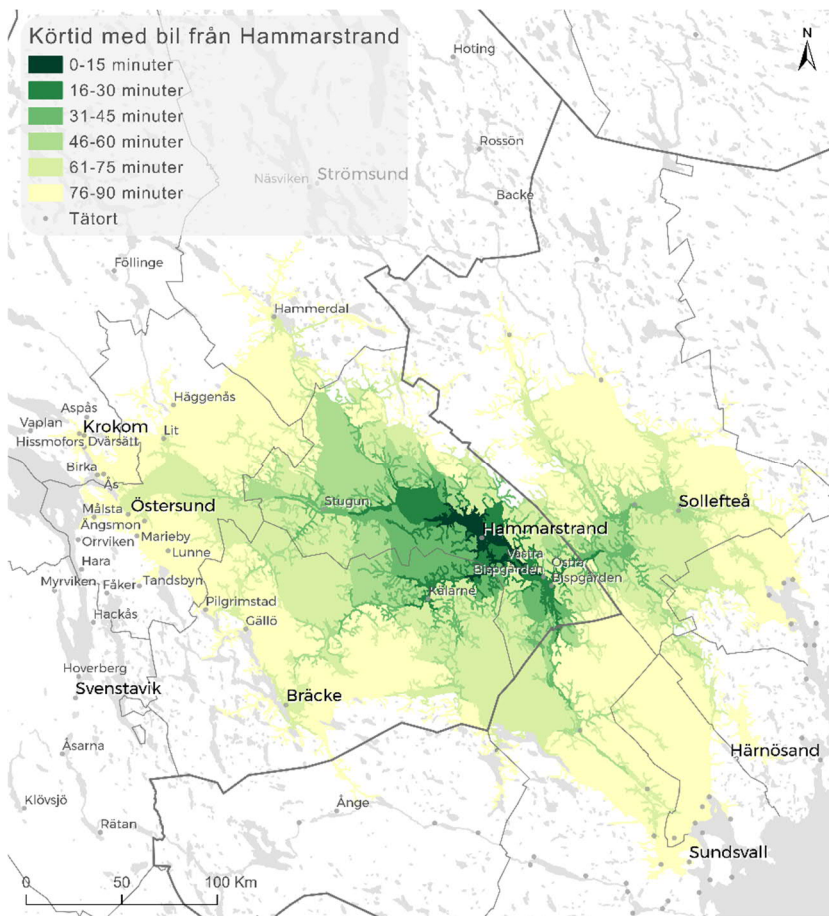 Körtid med bil från Hammarstrand
0-15 minuter
16-30 minuter
31-45 minuter
46-60 minuter
61-75 minuter
76-90 minuter
Tätort
N
Hoting
Rossön
Näsviken
Strömsund
Backe
Föllinge
Hammerdal
Häggenås
Aspås
Vaplan
Krokom
Lit
Hissmofors
Dvärsätt
Birka
Ås
Målsta
Östersund
Ängsmon
Orrviken
Marieby
Hara
Lunne
Myrviken
Fåker
Tandsbyn
Pilgrimstad
Hackås
Gällö
Stugun
Hammarstrand
Västra
Bispgården
Östra
Bispgården
Kälarne
Sollefteå
Hoverberg
Svenstavik
Bräcke
Åsarna
Härnösand
Klövsjö
Ånge
Rätan
Sundsvall
0
50
100 Km